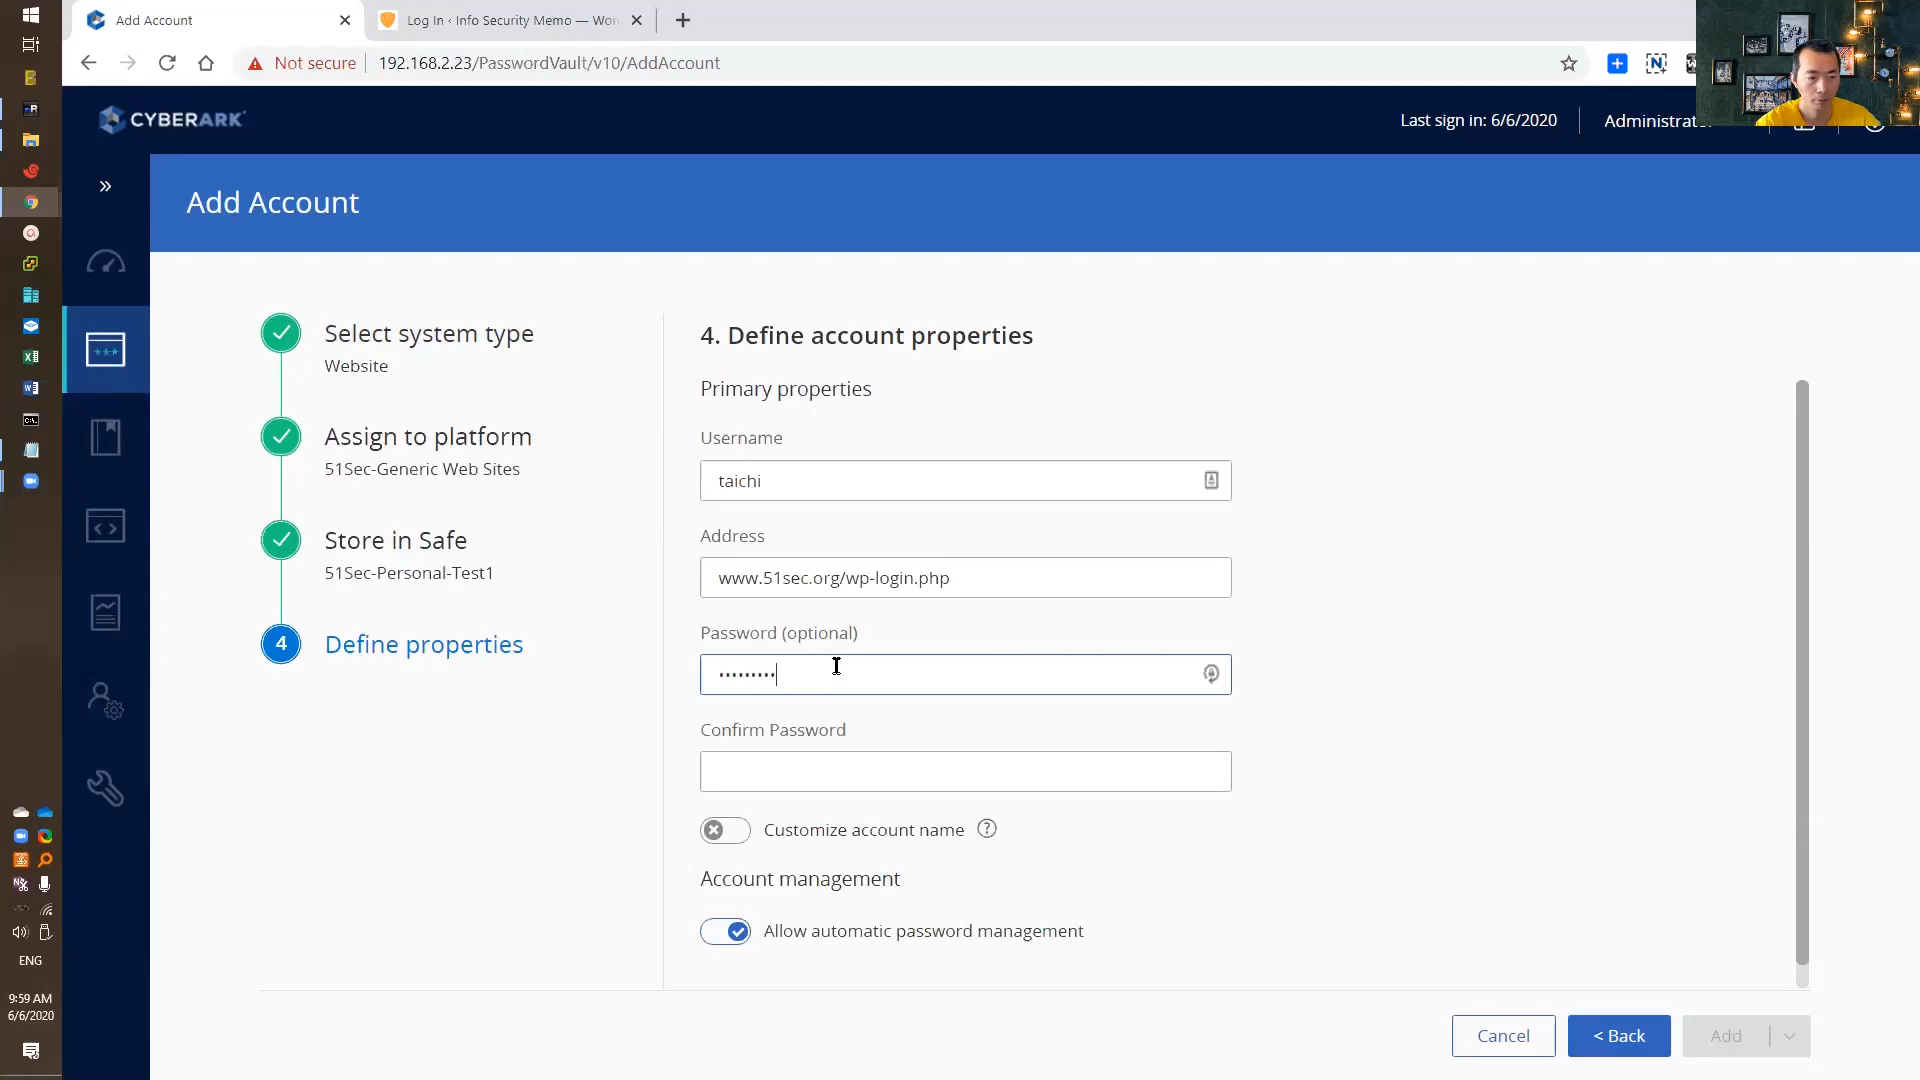 Add Account
Log In ‹ Info Security Memo — Wor
Not secure
192.168.2.23/PasswordVault/v10/AddAccount
CYBERARK
Last sign in: 6/6/2020
Administrato
Add Account
Select system type
Website
Assign to platform
51Sec-Generic Web Sites
Store in Safe
51Sec-Personal-Test1
4
Define properties
4. Define account properties
Primary properties
Username
taichi
Address
www.51sec.org/wp-login.php
Password (optional)
•••••••••
Confirm Password
Customize account name
?
Account management
Allow automatic password management
Cancel
< Back
Add
ENG
9:59 AM
6/6/2020